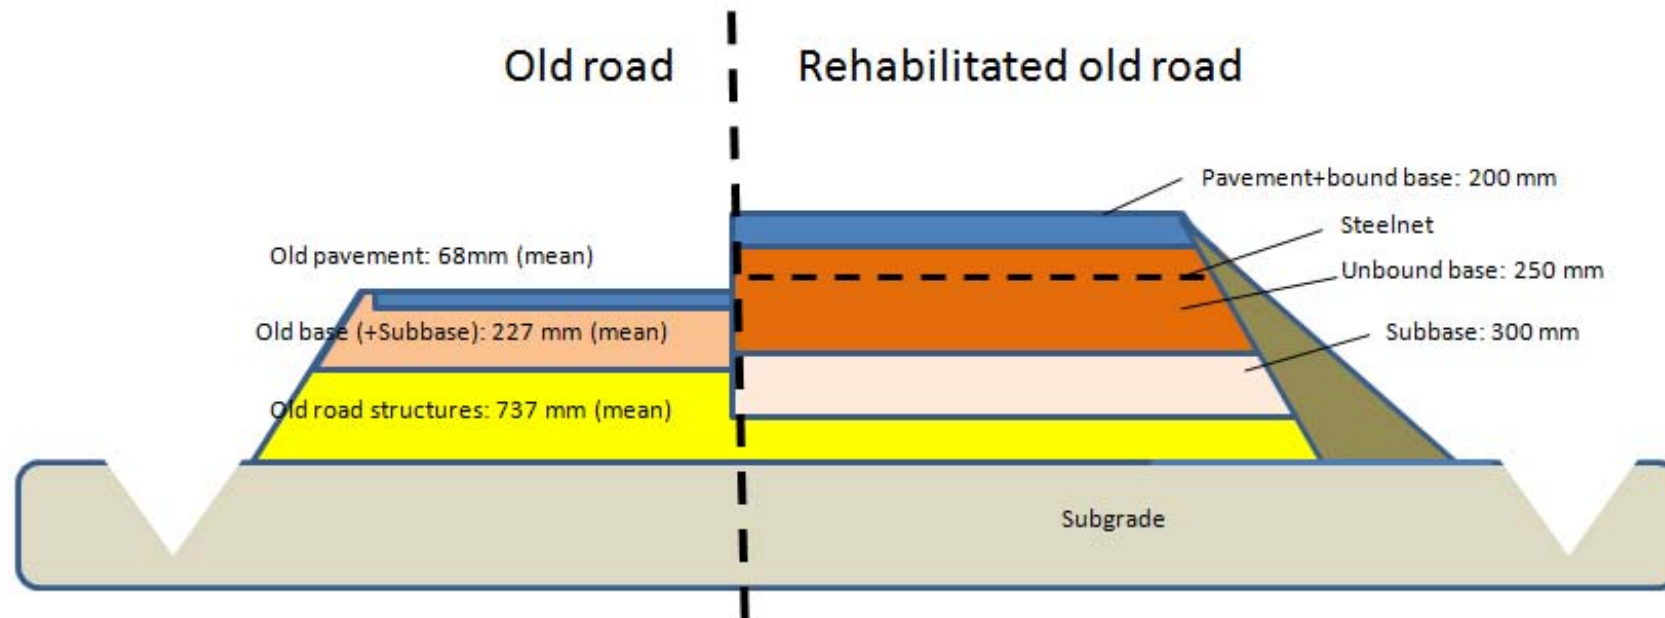 Old road
Rehabilitated old road
Pavement+bound base: 200 mm
Steelnet
Old pavement: 68mm (mean)
Unbound base: 250 mm
Old base (+Subbase): 227 mm (mean)
Subbase: 300 mm
Old road structures: 737 mm (mean)
Subgrade